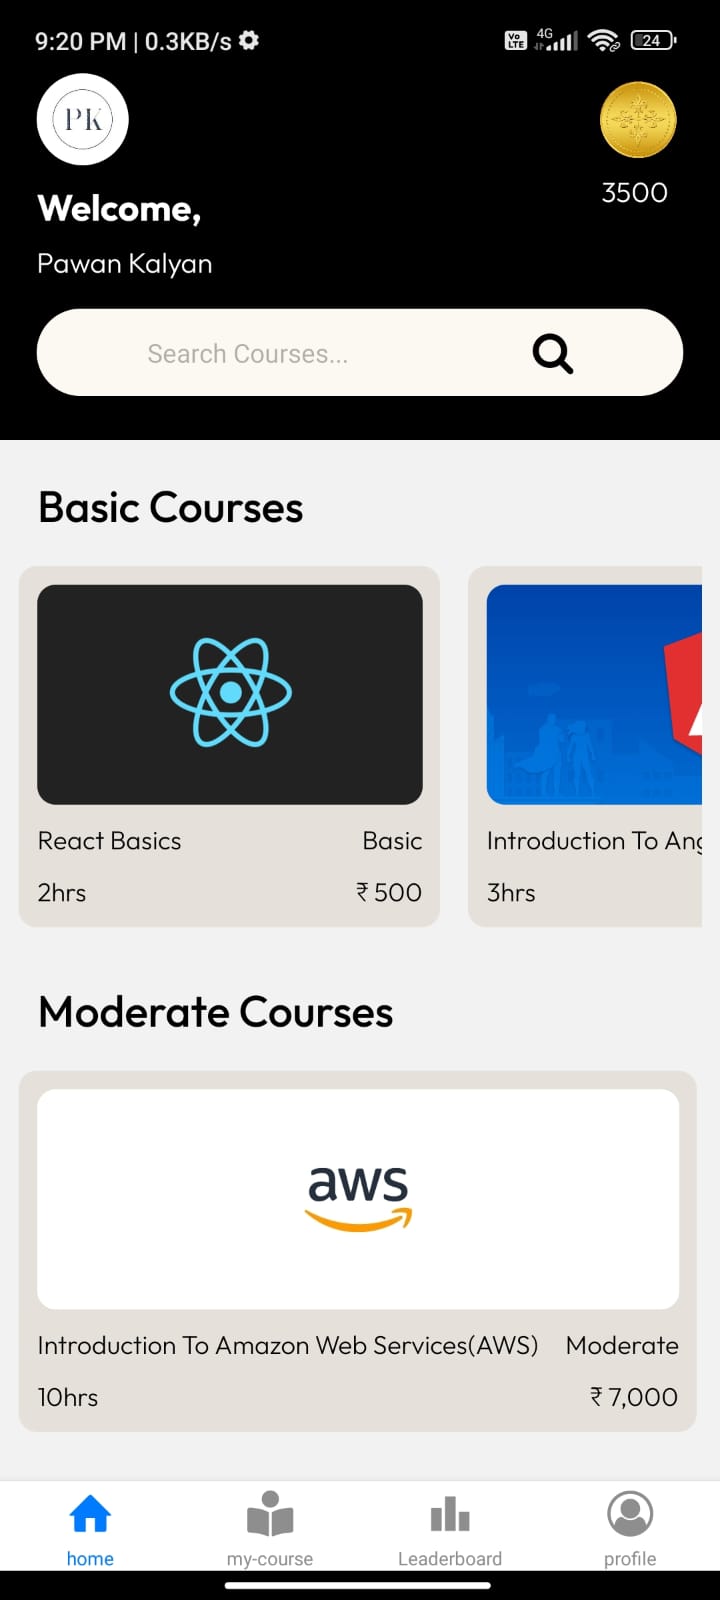 9:20 PM | 0.3KB/s
Vo LTE 4G 24
PK
3500
Welcome,
Pawan Kalyan
Search Courses...
Basic Courses
React Basics Basic
2hrs ₹ 500
Introduction To Ang
3hrs
Moderate Courses
aws
Introduction To Amazon Web Services(AWS) Moderate
10hrs ₹ 7,000
home my-course Leaderboard profile